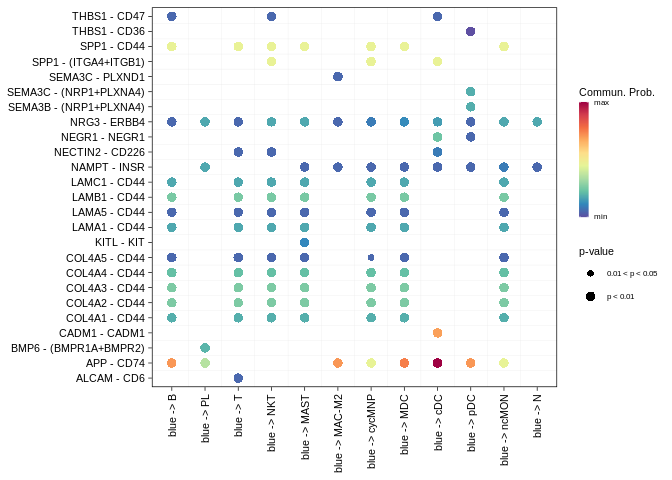 THBS1 - CD47
THBS1 - CD36
SPP1 - CD44
SPP1 - (ITGA4+ITGB1)
SEMA3C - PLXND1
SEMA3C - (NRP1+PLXNA4)
SEMA3B - (NRP1+PLXNA4)
NRG3 - ERBB4
NEGR1 - NEGR1
NECTIN2 - CD226
NAMPT - INSR
LAMC1 - CD44
LAMB1 - CD44
LAMA5 - CD44
LAMA1 - CD44
KITL - KIT
COL4A5 - CD44
COL4A4 - CD44
COL4A3 - CD44
COL4A2 - CD44
COL4A1 - CD44
CADM1 - CADM1
BMP6 - (BMPR1A+BMPR2)
APP - CD74
ALCAM - CD6
blue -> B
blue -> PL
blue -> T
blue -> NKT
blue -> MAST
blue -> MAC-M2
blue -> cycMNP
blue -> MDC
blue -> cDC
blue -> pDC
blue -> ncMON
blue -> N
Commun. Prob.
max
min
p-value
0.01 < p < 0.05
p < 0.01